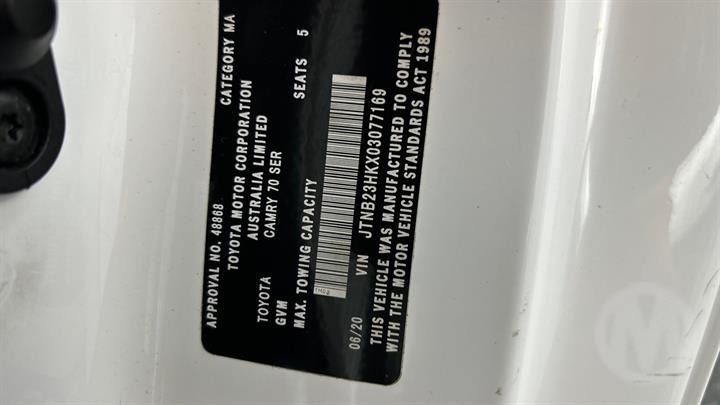 APPROVAL NO. 48868 CATEGORY MA
TOYOTA MOTOR CORPORATION
AUSTRALIA LIMITED
TOYOTA CAMRY 70 SER
GVM SEATS 5
MAX. TOWING CAPACITY
TMC
06/20 VIN JTNB23HKX03077169
THIS VEHICLE WAS MANUFACTURED TO COMPLY
WITH THE MOTOR VEHICLE STANDARDS ACT 1989
M